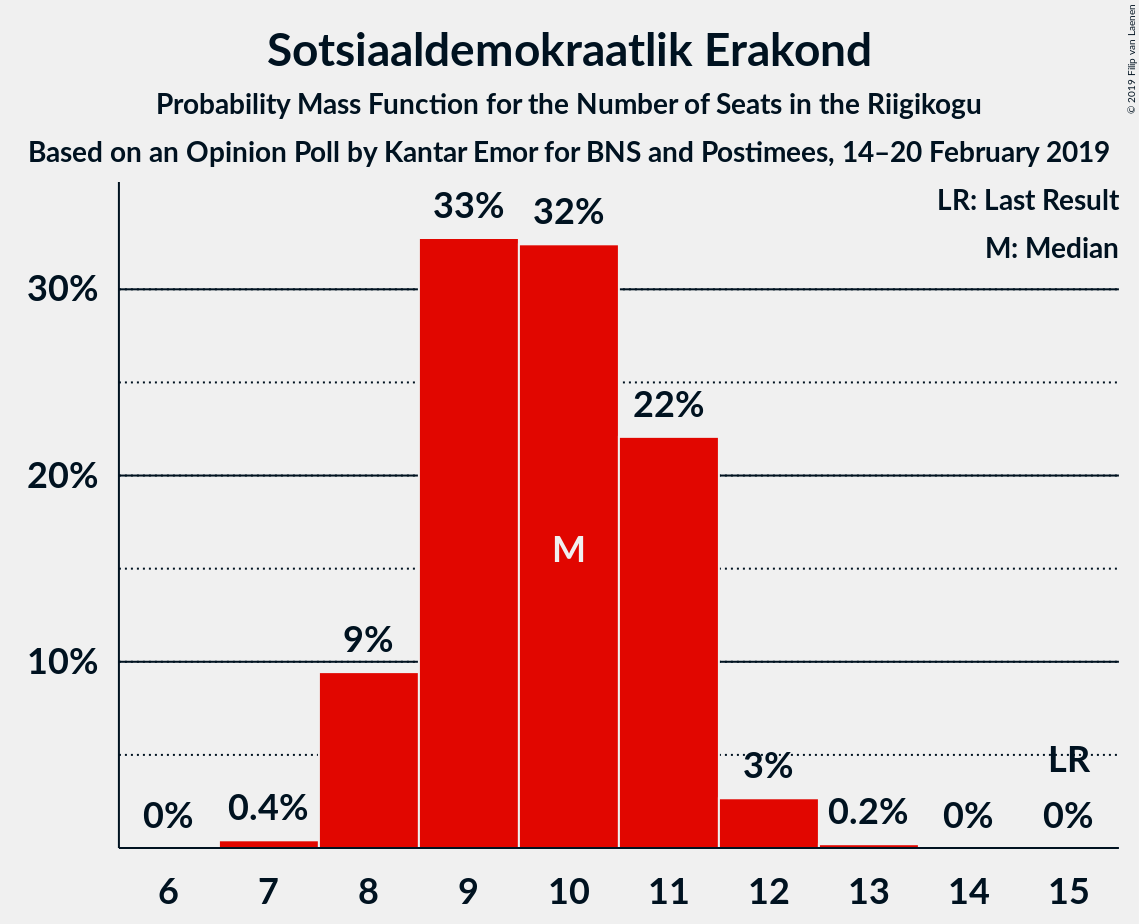 Sotsiaaldemokraatlik Erakond
Probability Mass Function for the Number of Seats in the Riigikogu
Based on an Opinion Poll by Kantar Emor for BNS and Postimees, 14–20 February 2019
© 2019 Filip van Laenen
LR: Last Result
M: Median
33%
32%
30%
22%
20%
M
9%
10%
LR
3%
0%
0.4%
0.2%
0%
0%
6 7 8 9 10 11 12 13 14 15